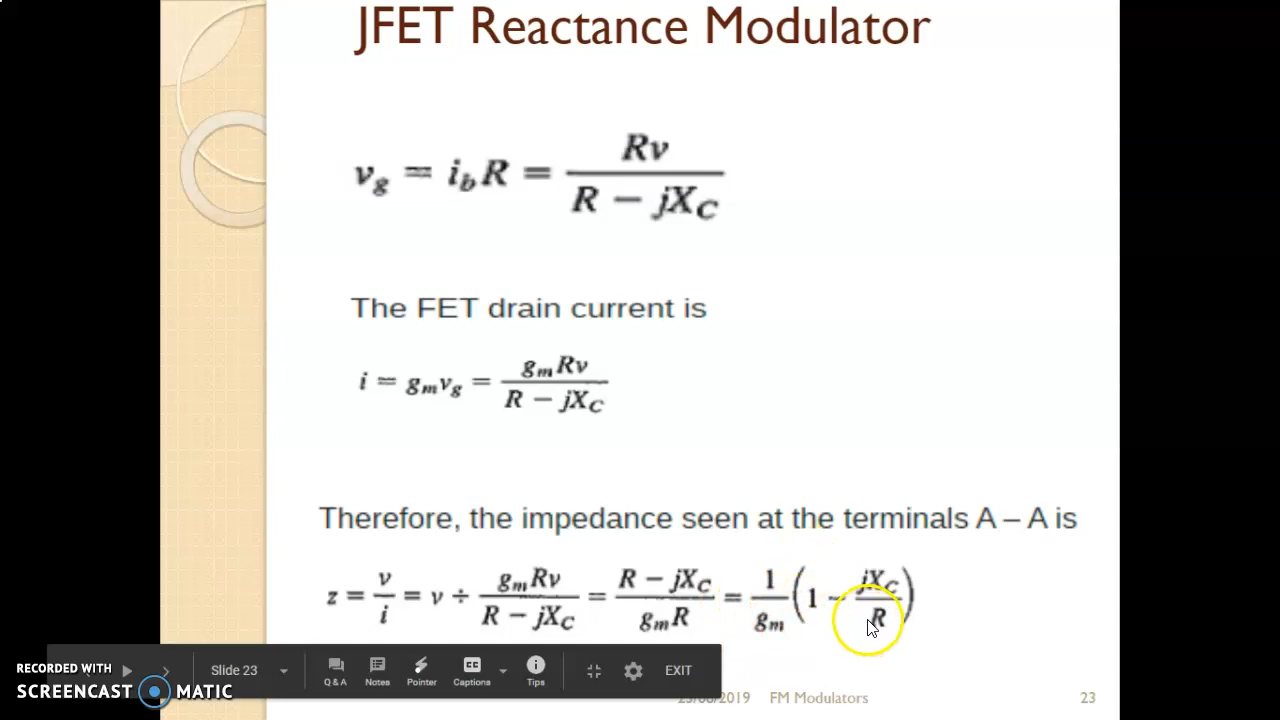 JFET Reactance Modulator
v_g = i_b R = Rv / (R − jX_C)
The FET drain current is
i = g_m v_g = g_m Rv / (R − jX_C)
Therefore, the impedance seen at the terminals A – A is
z = v / i = v ÷ g_m Rv / (R − jX_C) = (R − jX_C) / g_m R = 1 / g_m (1 − jX_C / R)
RECORDED WITH
SCREENCAST MATIC
Slide 23
Q & A
Notes
Pointer
Captions
Tips
EXIT
FM Modulators
23